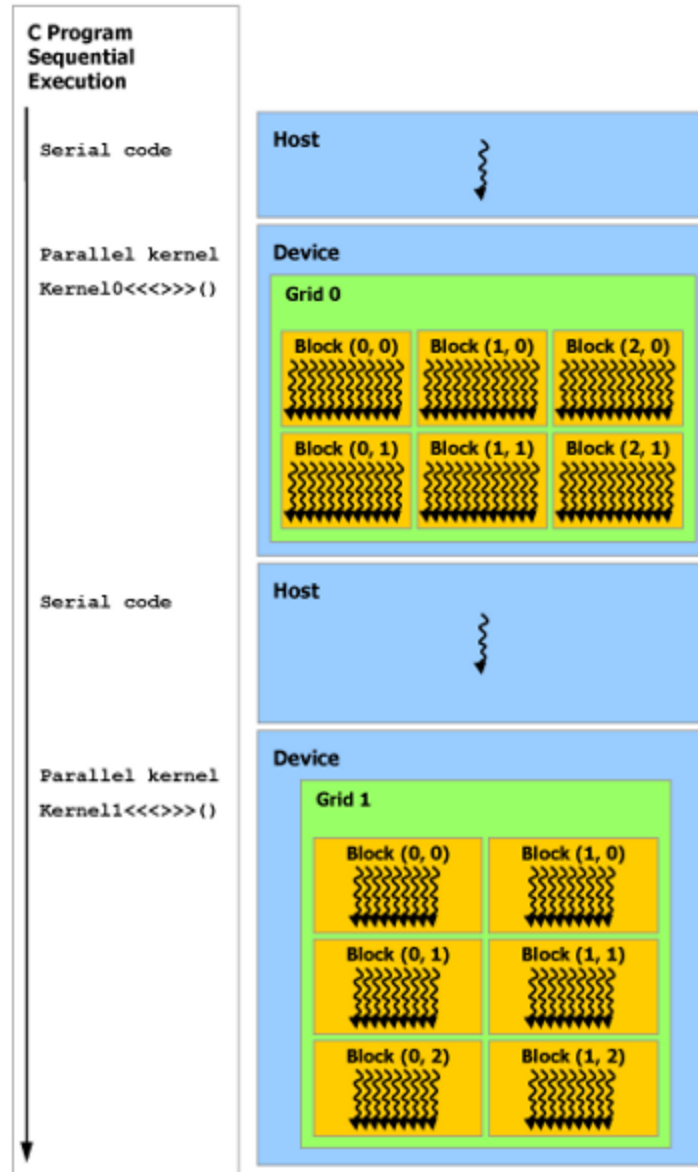 C Program
Sequential
Execution
Serial code
Host
Parallel kernel
Kernel0<<<>>>()
Device
Grid 0
Block (0, 0) Block (1, 0) Block (2, 0)
Block (0, 1) Block (1, 1) Block (2, 1)
Serial code
Host
Parallel kernel
Kernel1<<<>>>()
Device
Grid 1
Block (0, 0) Block (1, 0)
Block (0, 1) Block (1, 1)
Block (0, 2) Block (1, 2)